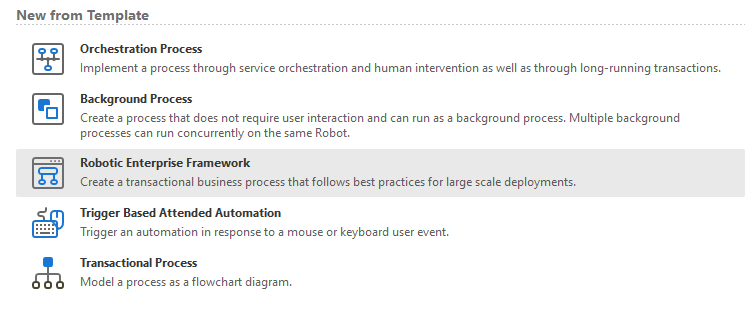 New from Template
Orchestration Process
Implement a process through service orchestration and human intervention as well as through long-running transactions.
Background Process
Create a process that does not require user interaction and can run as a background process. Multiple background
processes can run concurrently on the same Robot.
Robotic Enterprise Framework
Create a transactional business process that follows best practices for large scale deployments.
Trigger Based Attended Automation
Trigger an automation in response to a mouse or keyboard user event.
Transactional Process
Model a process as a flowchart diagram.